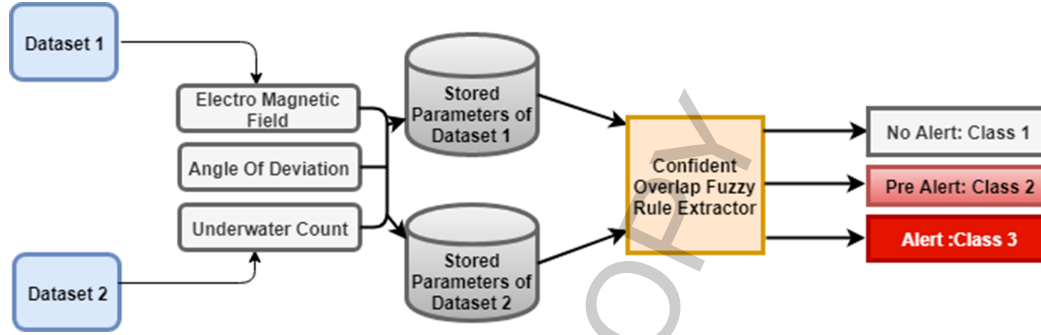 Dataset 1
Electro Magnetic
Field
Angle Of Deviation
Underwater Count
Dataset 2
Stored
Parameters of
Dataset 1
Stored
Parameters of
Dataset 2
Confident
Overlap Fuzzy
Rule Extractor
No Alert: Class 1
Pre Alert: Class 2
Alert :Class 3
OPY